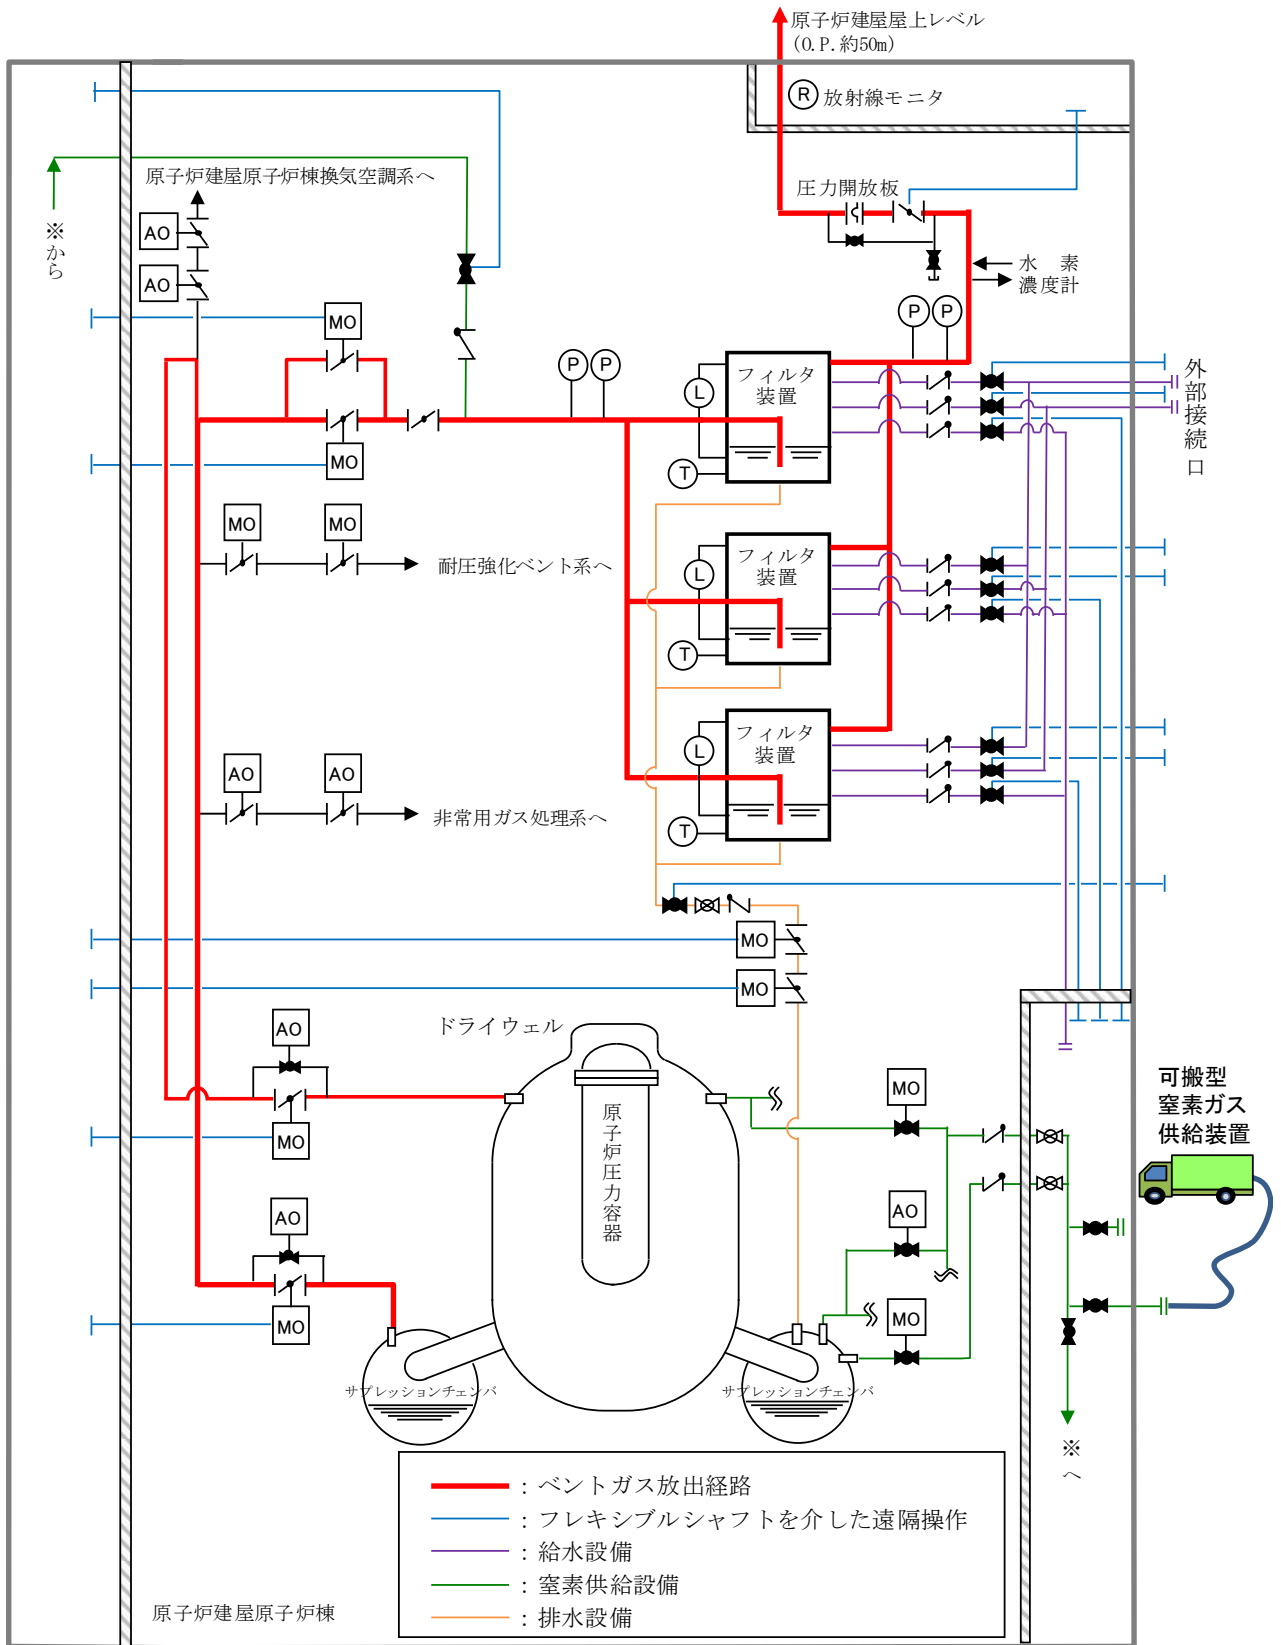 原子炉建屋屋上レベル
(O.P.約50m)
R 放射線モニタ
原子炉建屋原子炉棟換気空調系へ
圧力開放板
AO
※から
AO
水 素
濃度計
P P
MO
P P
外部接続口
フィルタ
装置
L
T
MO
MO MO
耐圧強化ベント系へ
フィルタ
装置
L
T
フィルタ
装置
L
T
AO AO
非常用ガス処理系へ
MO
MO
AO
ドライウェル
MO
原子炉圧力容器
MO
可搬型
窒素ガス
供給装置
AO
AO
MO
MO
サプレッションチェンバ
サプレッションチェンバ
※へ
:ベントガス放出経路
:フレキシブルシャフトを介した遠隔操作
:給水設備
:窒素供給設備
:排水設備
原子炉建屋原子炉棟